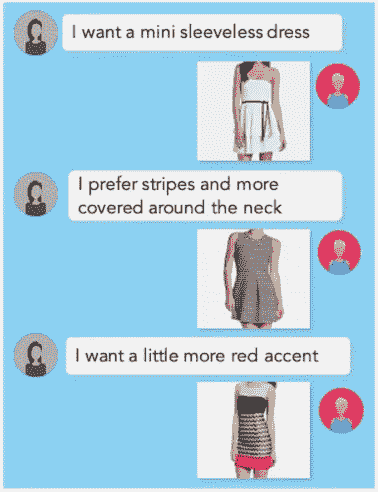 I want a mini sleeveless dress
I prefer stripes and more
covered around the neck
I want a little more red accent